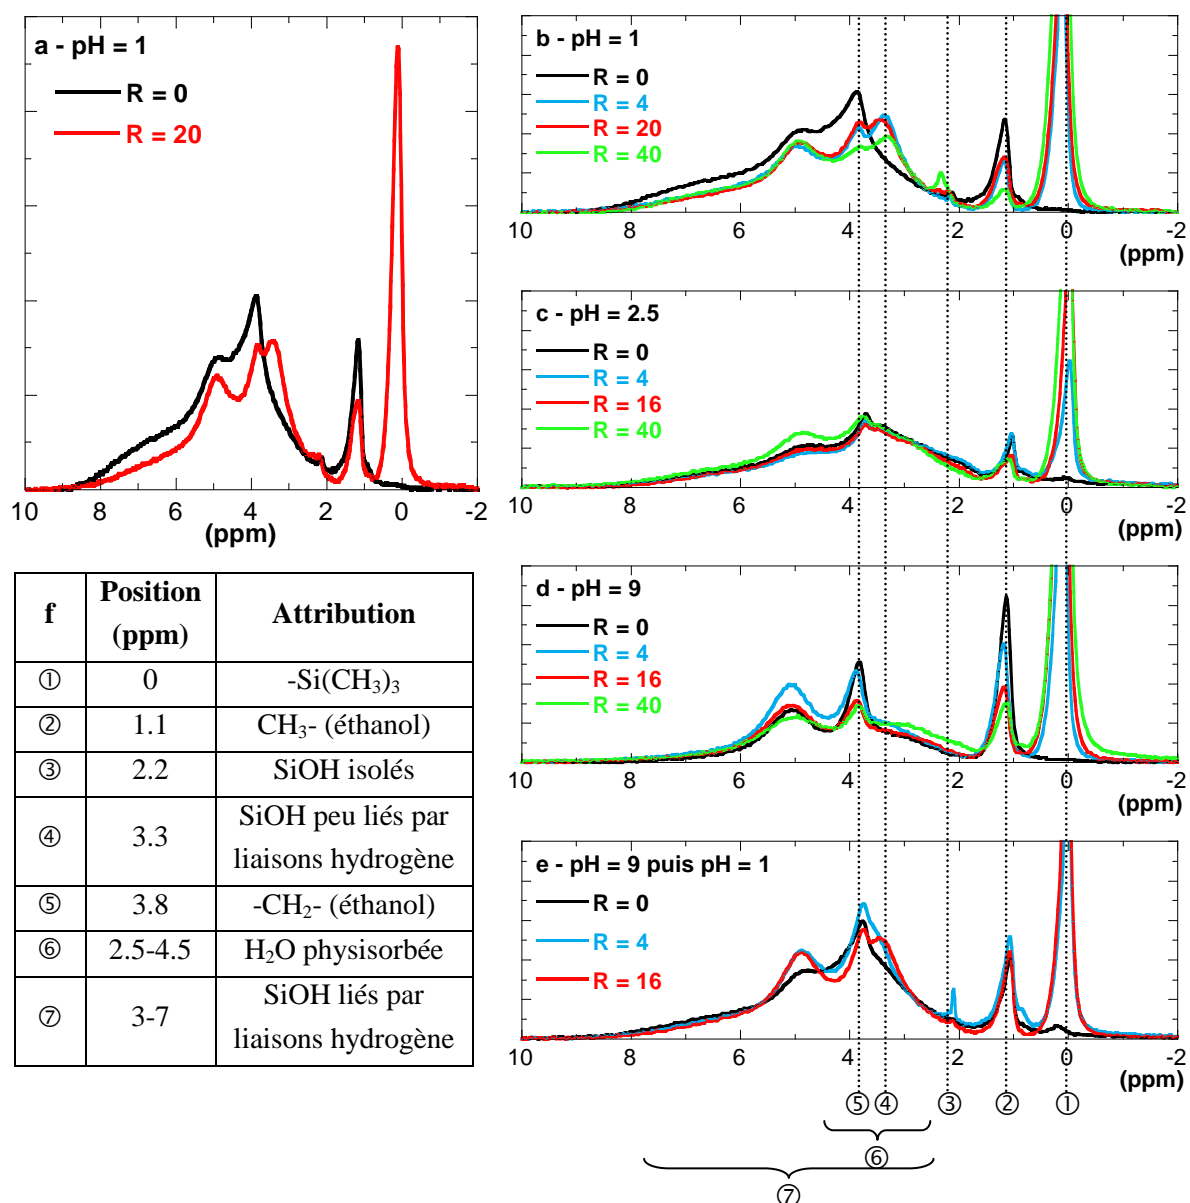 a - pH = 1
R = 0
R = 20
10 8 6 4 2 0 -2
(ppm)
b - pH = 1
R = 0
R = 4
R = 20
R = 40
10 8 6 4 2 0 -2
(ppm)
c - pH = 2.5
R = 0
R = 4
R = 16
R = 40
10 8 6 4 2 0 -2
(ppm)
d - pH = 9
R = 0
R = 4
R = 16
R = 40
10 8 6 4 2 0 -2
(ppm)
e - pH = 9 puis pH = 1
R = 0
R = 4
R = 16
10 8 6 4 2 0 -2
(ppm)
⑤ ④ ③ ② ①
⑥
⑦
f Position (ppm) Attribution
① 0 -Si(CH₃)₃
② 1.1 CH₃- (éthanol)
③ 2.2 SiOH isolés
④ 3.3 SiOH peu liés par
liaisons hydrogène
⑤ 3.8 -CH₂- (éthanol)
⑥ 2.5-4.5 H₂O physisorbée
⑦ 3-7 SiOH liés par
liaisons hydrogène